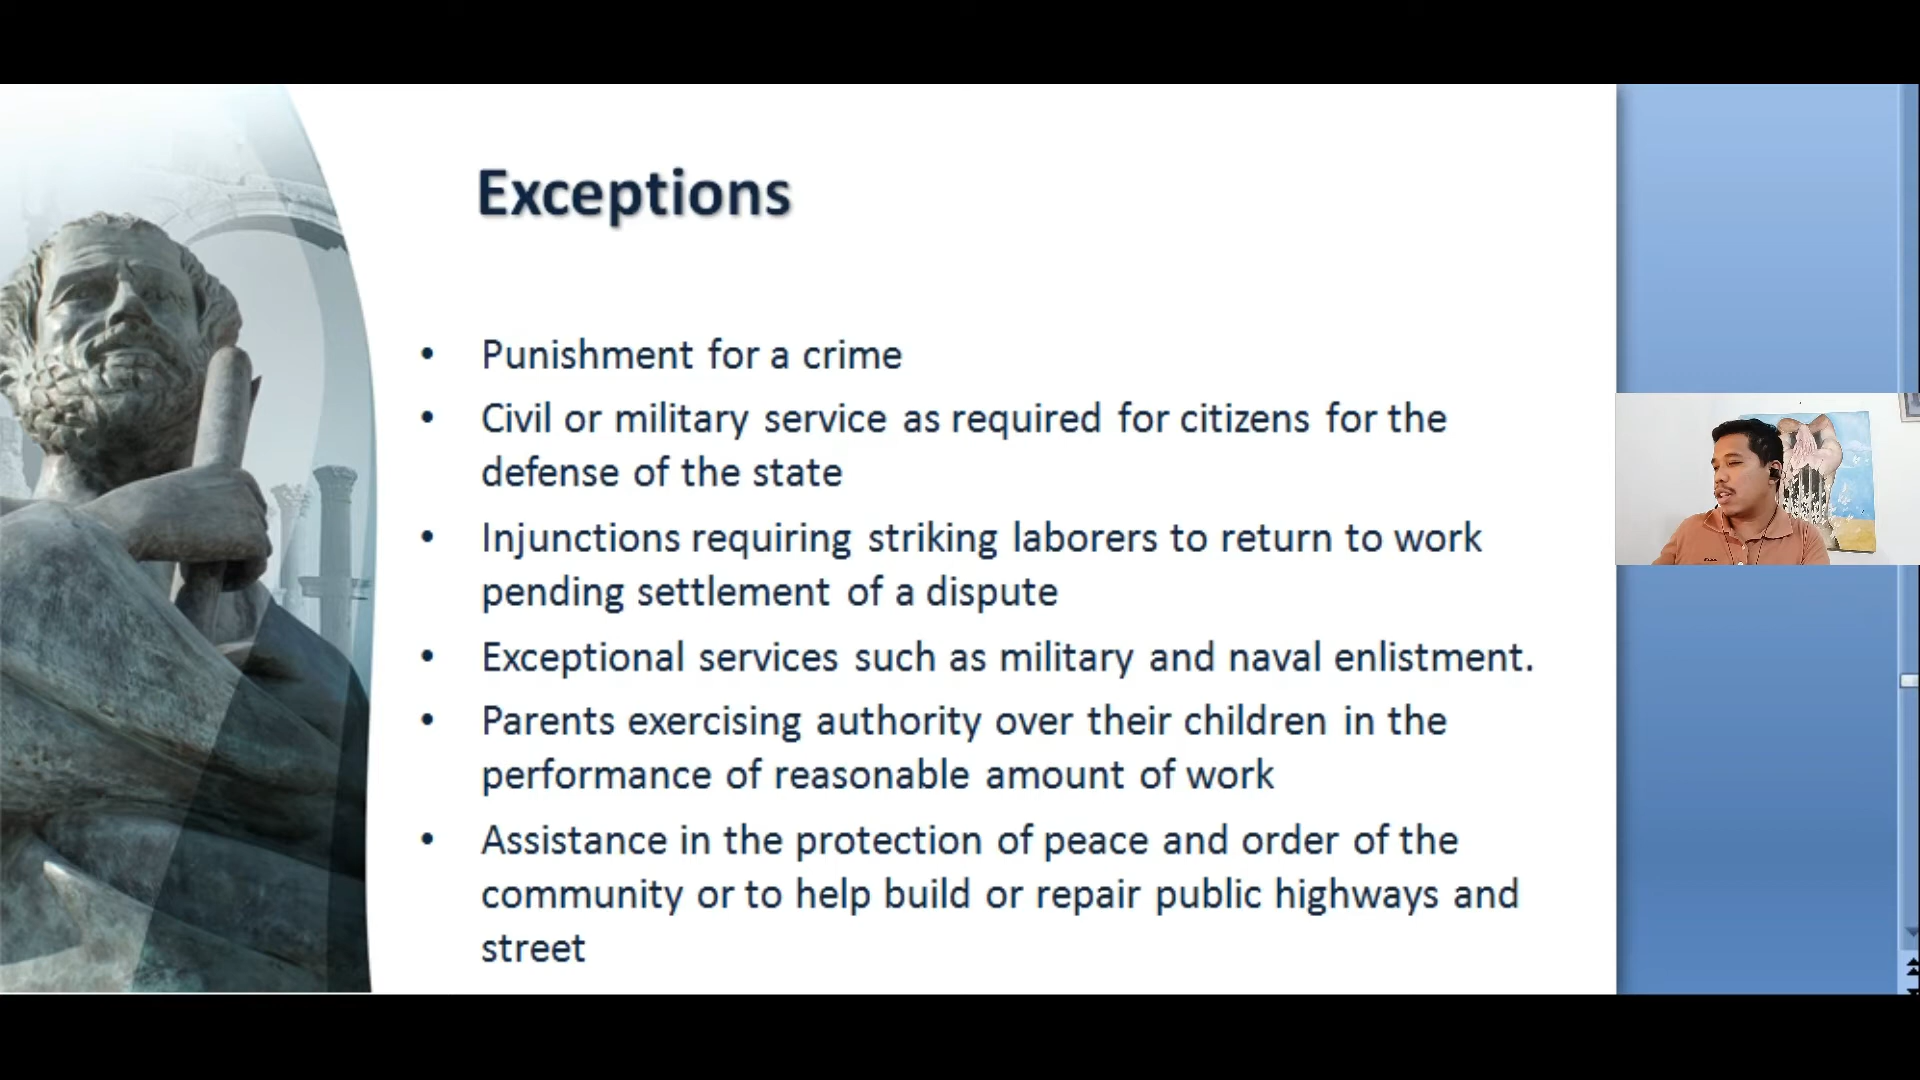 Exceptions
• Punishment for a crime
• Civil or military service as required for citizens for the
defense of the state
• Injunctions requiring striking laborers to return to work
pending settlement of a dispute
• Exceptional services such as military and naval enlistment.
• Parents exercising authority over their children in the
performance of reasonable amount of work
• Assistance in the protection of peace and order of the
community or to help build or repair public highways and
street